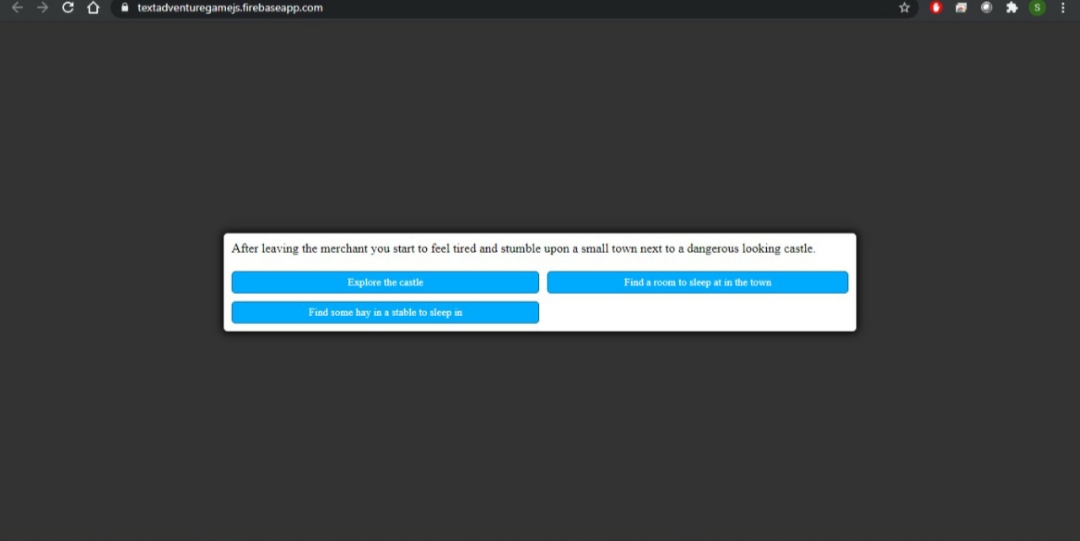 textadventuregamejs.firebaseapp.com
S
After leaving the merchant you start to feel tired and stumble upon a small town next to a dangerous looking castle.
Explore the castle
Find a room to sleep at in the town
Find some hay in a stable to sleep in